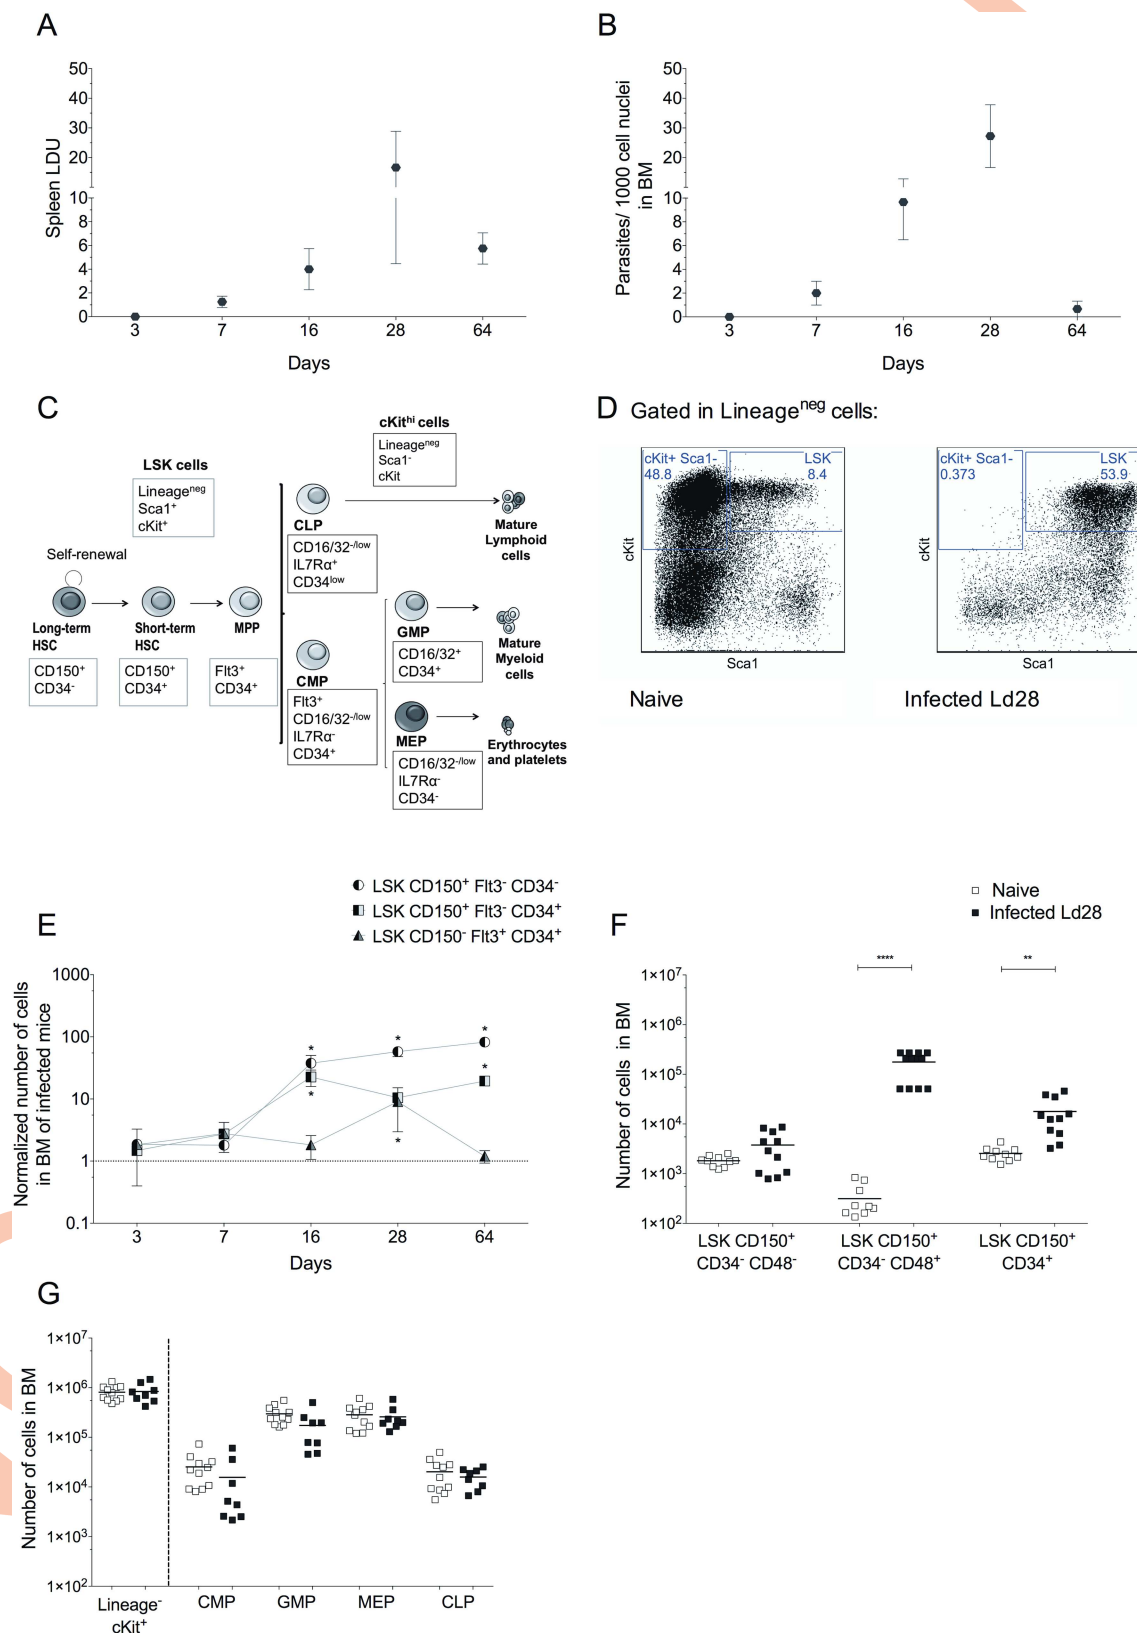 A
50
40
30
20
10
8
6
4
2
0
Spleen LDU
3 7 16 28 64
Days
B
50
40
30
20
10
8
6
4
2
0
Parasites/ 1000 cell nuclei
in BM
3 7 16 28 64
Days
C
LSK cells
Lineageⁿᵉᵍ
Sca1⁺
cKit⁺
cKitʰⁱ cells
Lineageⁿᵉᵍ
Sca1⁻
cKit
Self-renewal
Long-term
HSC
CD150⁺
CD34⁻
Short-term
HSC
CD150⁺
CD34⁺
MPP
Flt3⁺
CD34⁺
CLP
CD16/32⁻/ˡᵒʷ
IL7Rα⁺
CD34ˡᵒʷ
Mature
Lymphoid
cells
CMP
Flt3⁺
CD16/32⁻/ˡᵒʷ
IL7Rα⁻
CD34⁺
GMP
CD16/32⁺
CD34⁺
Mature
Myeloid
cells
MEP
CD16/32⁻/ˡᵒʷ
IL7Rα⁻
CD34⁻
Erythrocytes
and platelets
D Gated in Lineageⁿᵉᵍ cells:
cKit+ Sca1-
48.8
LSK
8.4
cKit
Sca1
Naive
cKit+ Sca1-
0.373
LSK
53.9
cKit
Sca1
Infected Ld28
E
LSK CD150⁺ Flt3⁻ CD34⁻
LSK CD150⁺ Flt3⁻ CD34⁺
LSK CD150⁻ Flt3⁺ CD34⁺
1000
100
10
1
0.1
Normalized number of cells
in BM of infected mice
* * *
* * *
3 7 16 28 64
Days
F
Naive
Infected Ld28
**** **
1×10⁷
1×10⁶
1×10⁵
1×10⁴
1×10³
1×10²
Number of cells in BM
LSK CD150⁺
CD34⁻ CD48⁻
LSK CD150⁺
CD34⁻ CD48⁺
LSK CD150⁺
CD34⁺
G
1×10⁷
1×10⁶
1×10⁵
1×10⁴
1×10³
1×10²
Number of cells in BM
Lineage⁻
cKit⁺
CMP GMP MEP CLP